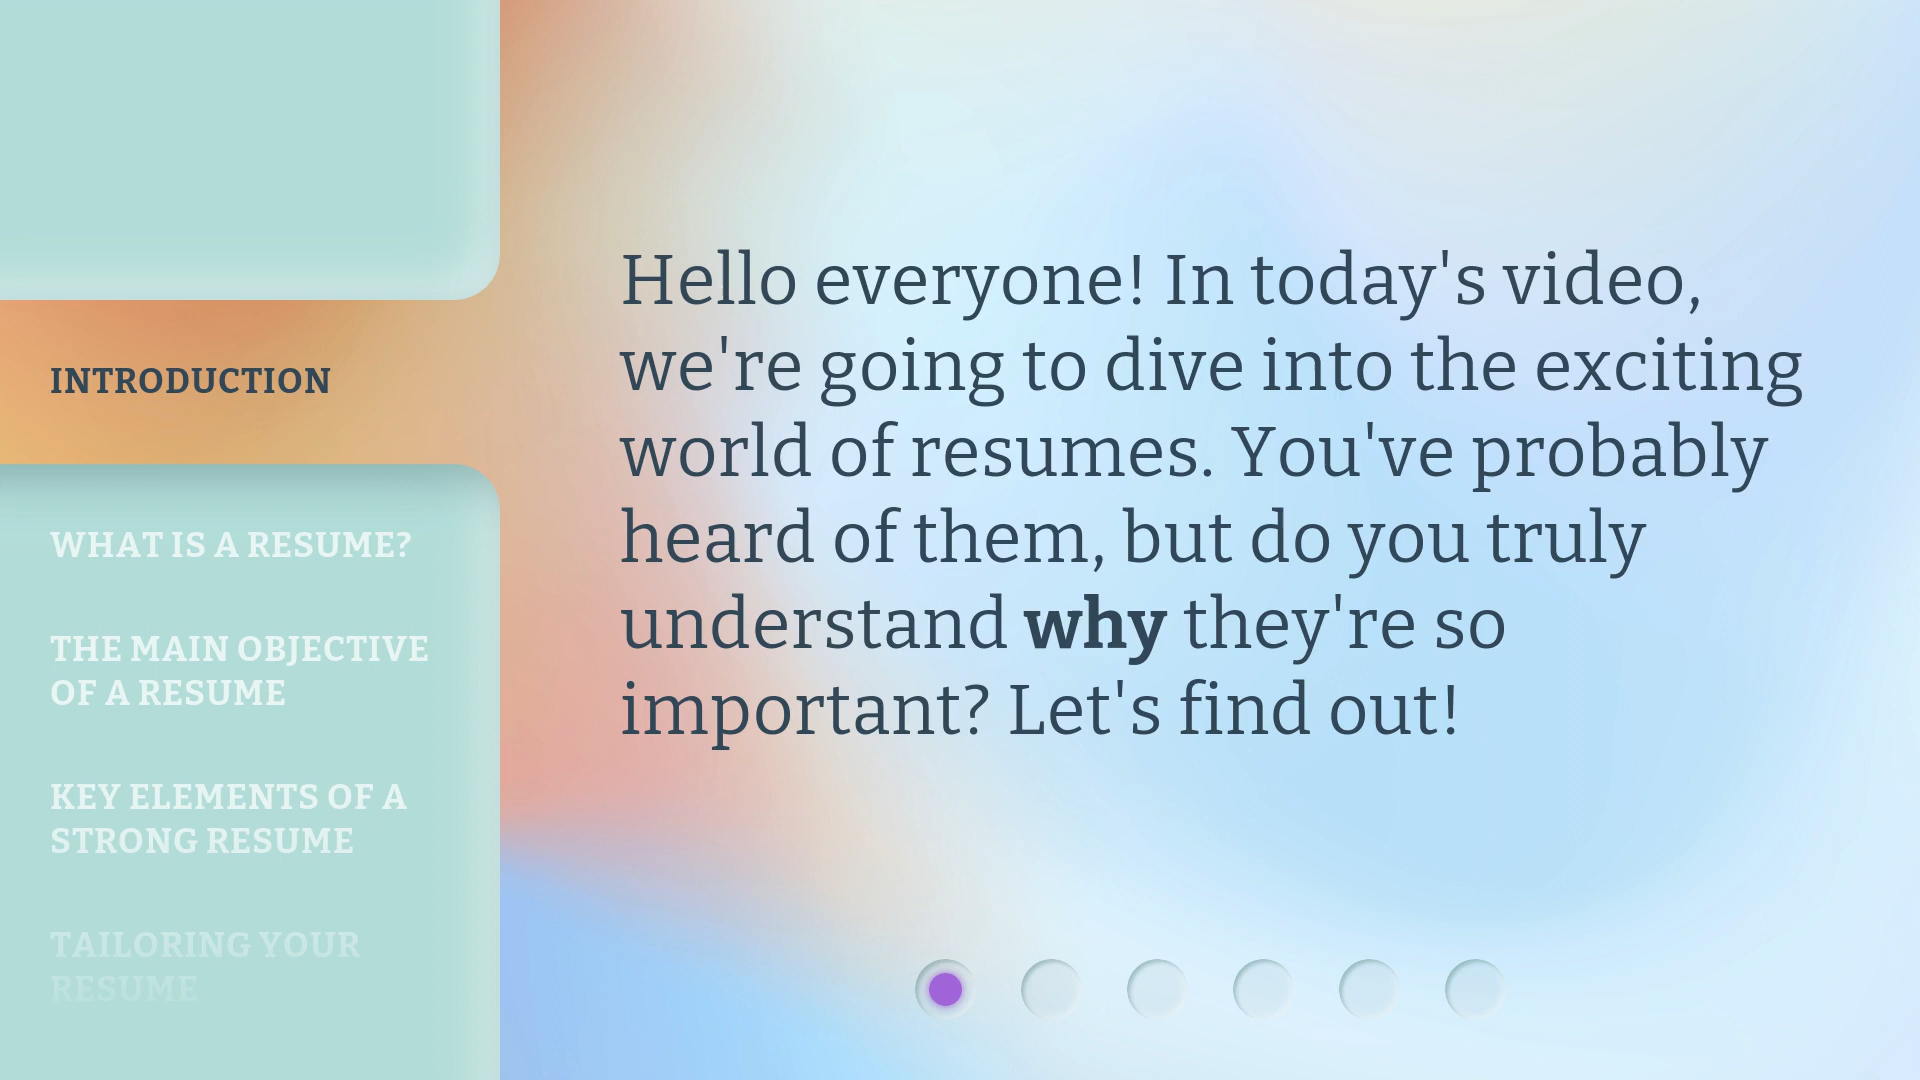 INTRODUCTION
WHAT IS A RESUME?
THE MAIN OBJECTIVE
OF A RESUME
KEY ELEMENTS OF A
STRONG RESUME
TAILORING YOUR
RESUME
Hello everyone! In today's video,
we're going to dive into the exciting
world of resumes. You've probably
heard of them, but do you truly
understand why they're so
important? Let's find out!